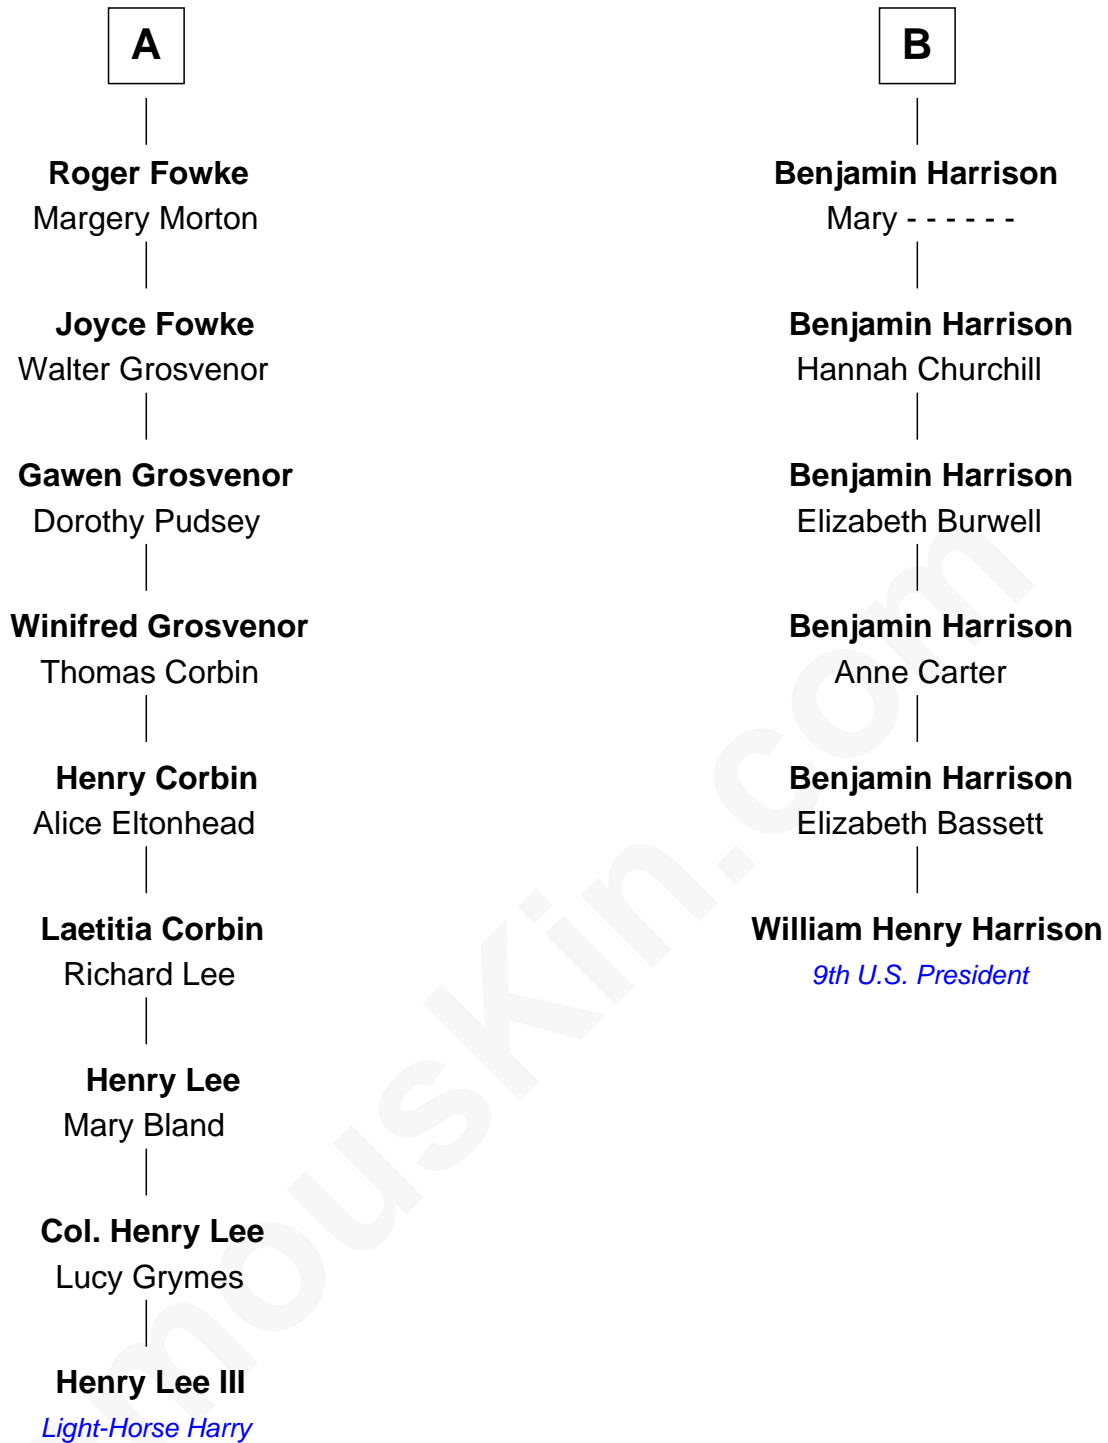 A
Roger Fowke
Margery Morton
Joyce Fowke
Walter Grosvenor
Gawen Grosvenor
Dorothy Pudsey
Winifred Grosvenor
Thomas Corbin
Henry Corbin
Alice Eltonhead
Laetitia Corbin
Richard Lee
Henry Lee
Mary Bland
Col. Henry Lee
Lucy Grymes
Henry Lee III
Light-Horse Harry
B
Benjamin Harrison
Mary - - - - - -
Benjamin Harrison
Hannah Churchill
Benjamin Harrison
Elizabeth Burwell
Benjamin Harrison
Anne Carter
Benjamin Harrison
Elizabeth Bassett
William Henry Harrison
9th U.S. President
mouskin.com